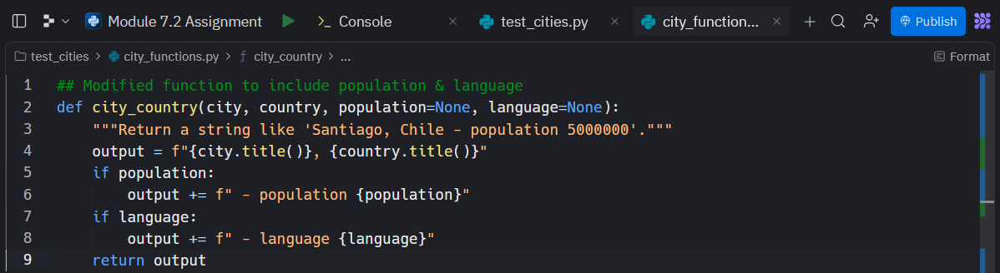 Module 7.2 Assignment
>_ Console ×
test_cities.py ×
city_function... ×
+
Publish
test_cities > city_functions.py > ƒ city_country > ...
Format
1 ## Modified function to include population & language
2 def city_country(city, country, population=None, language=None):
3     """Return a string like 'Santiago, Chile - population 5000000'."""
4     output = f"{city.title()}, {country.title()}"
5     if population:
6         output += f" - population {population}"
7     if language:
8         output += f" - language {language}"
9     return output